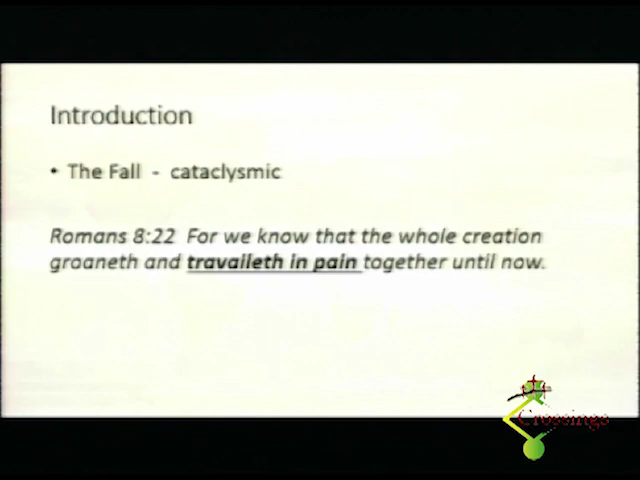 Introduction
• The Fall - cataclysmic
Romans 8:22 For we know that the whole creation
groaneth and travaileth in pain together until now.
Crossings